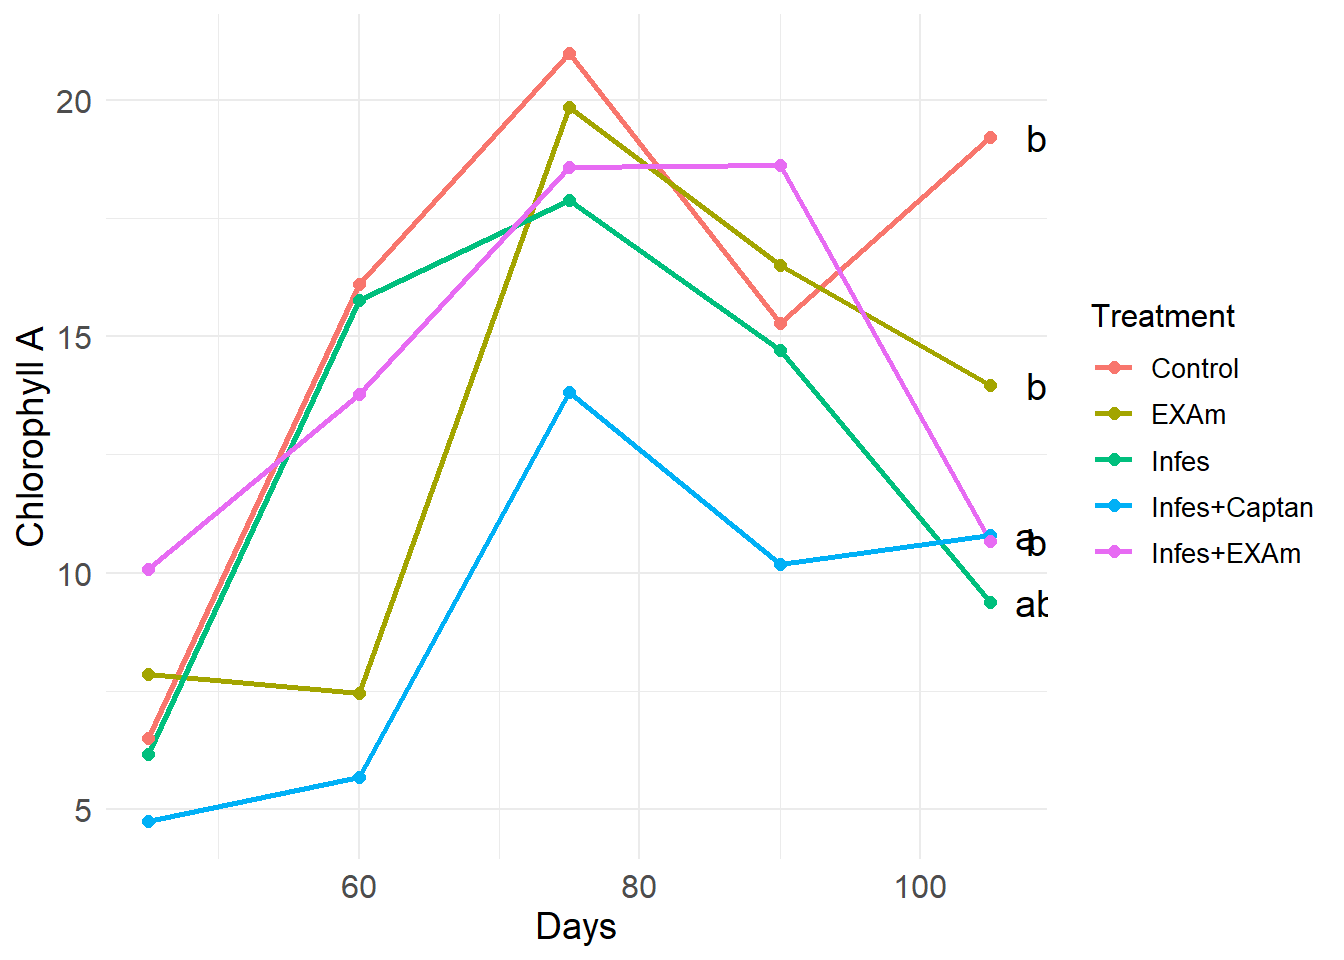 Chlorophyll A
20
15
10
5
60
80
100
Days
b
b
a
b
ab
Treatment
Control
EXAm
Infes
Infes+Captan
Infes+EXAm